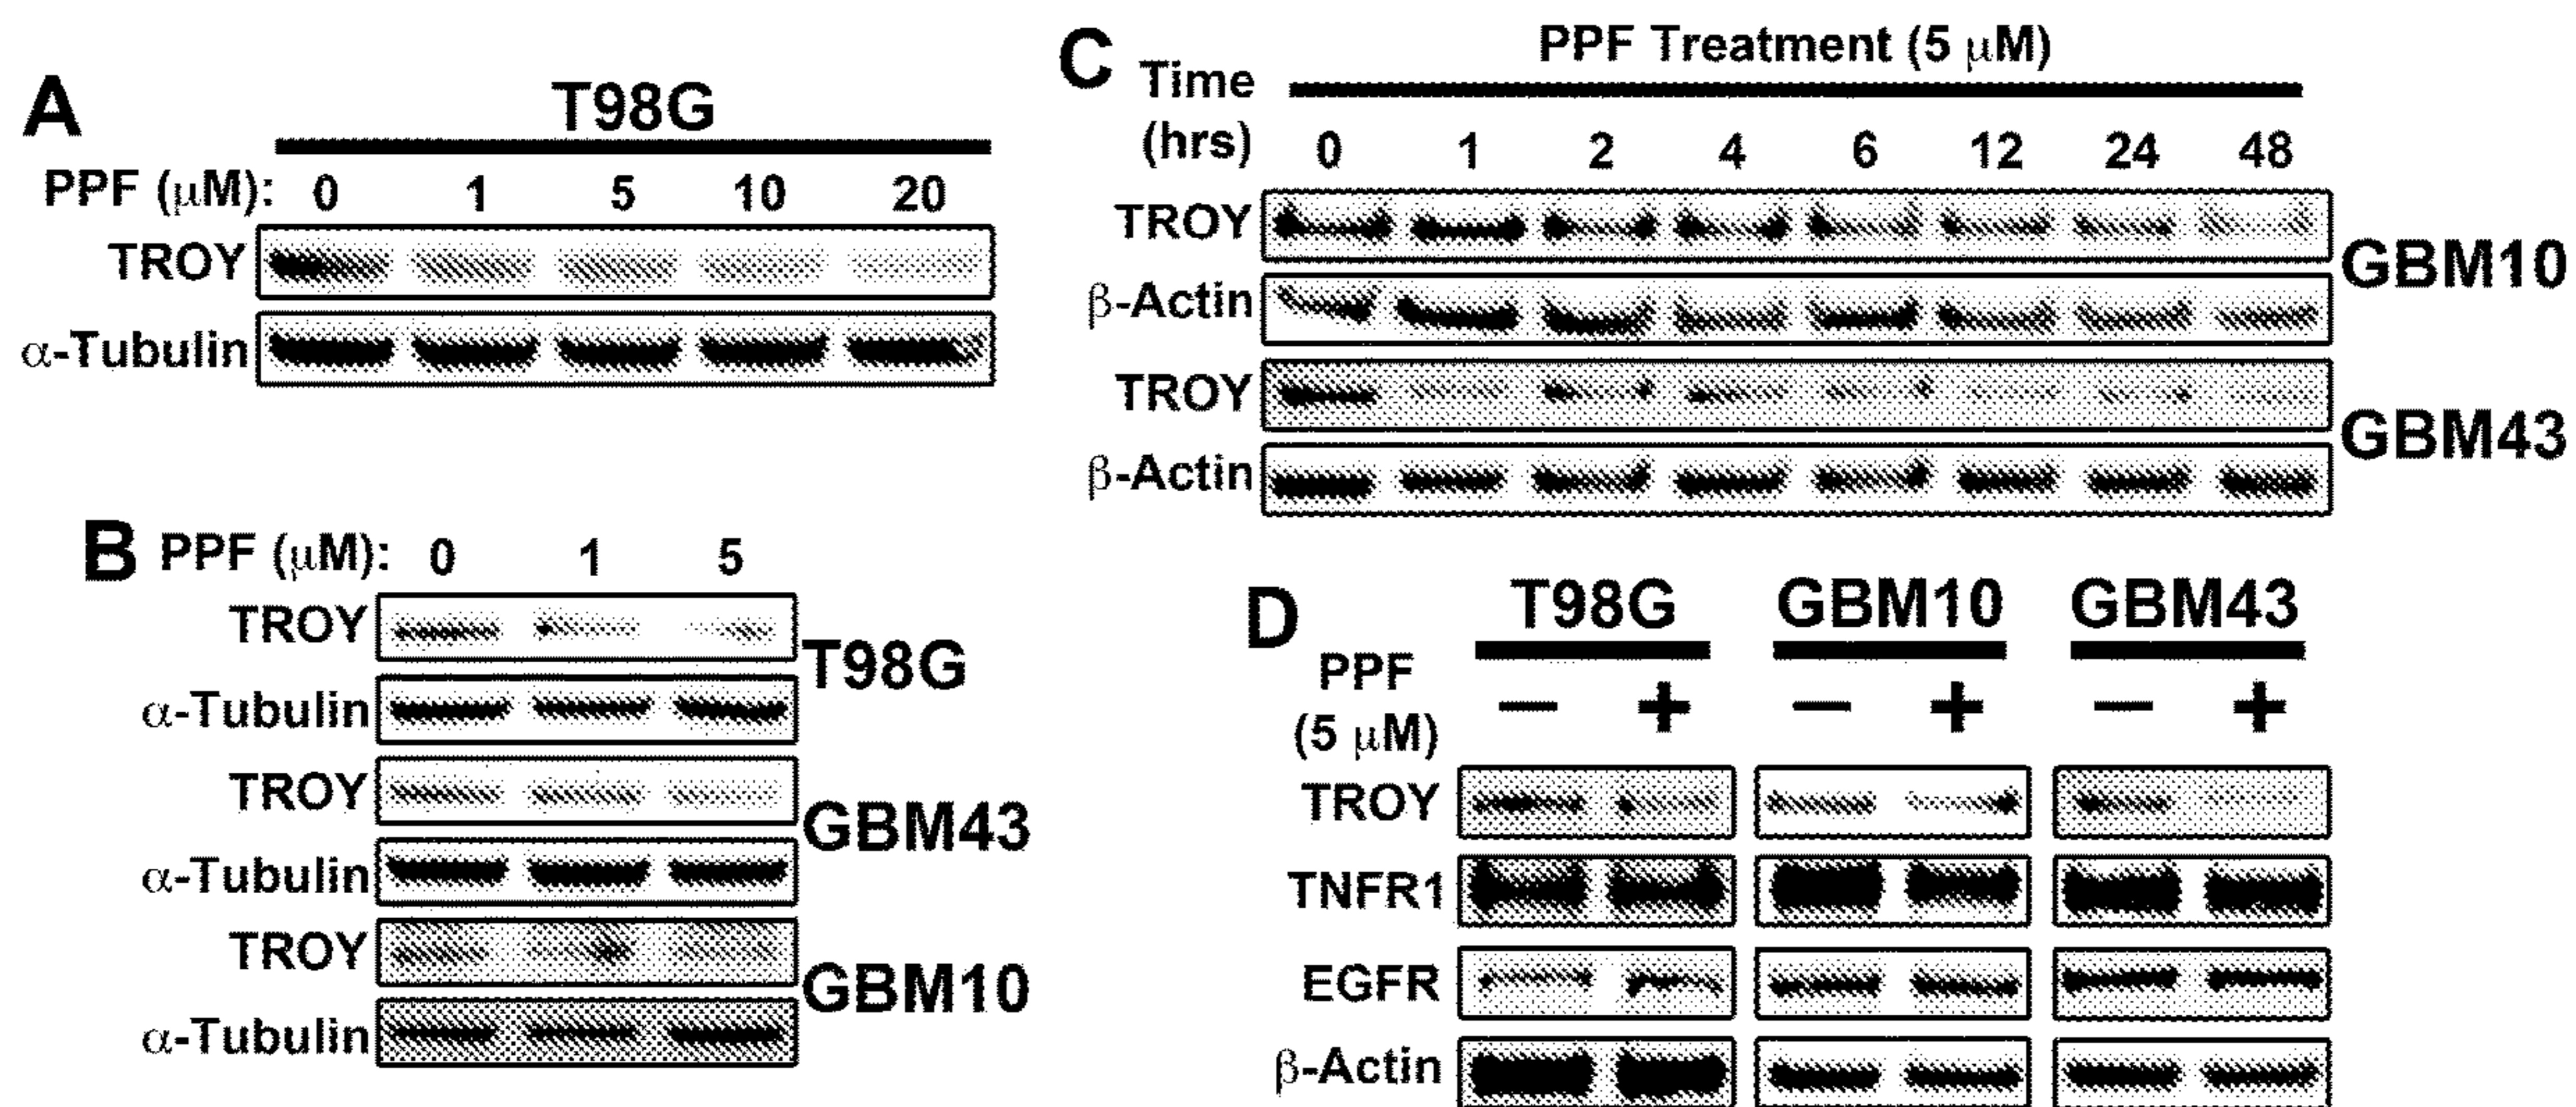 A
T98G
PPF (μM): 0 1 5 10 20
TROY
α-Tubulin
B PPF (μM): 0 1 5
TROY
T98G
α-Tubulin
TROY
GBM43
α-Tubulin
TROY
GBM10
α-Tubulin
C PPF Treatment (5 μM)
Time
(hrs) 0 1 2 4 6 12 24 48
TROY
GBM10
β-Actin
TROY
GBM43
β-Actin
D T98G GBM10 GBM43
PPF
(5 μM) − + − + − +
TROY
TNFR1
EGFR
β-Actin